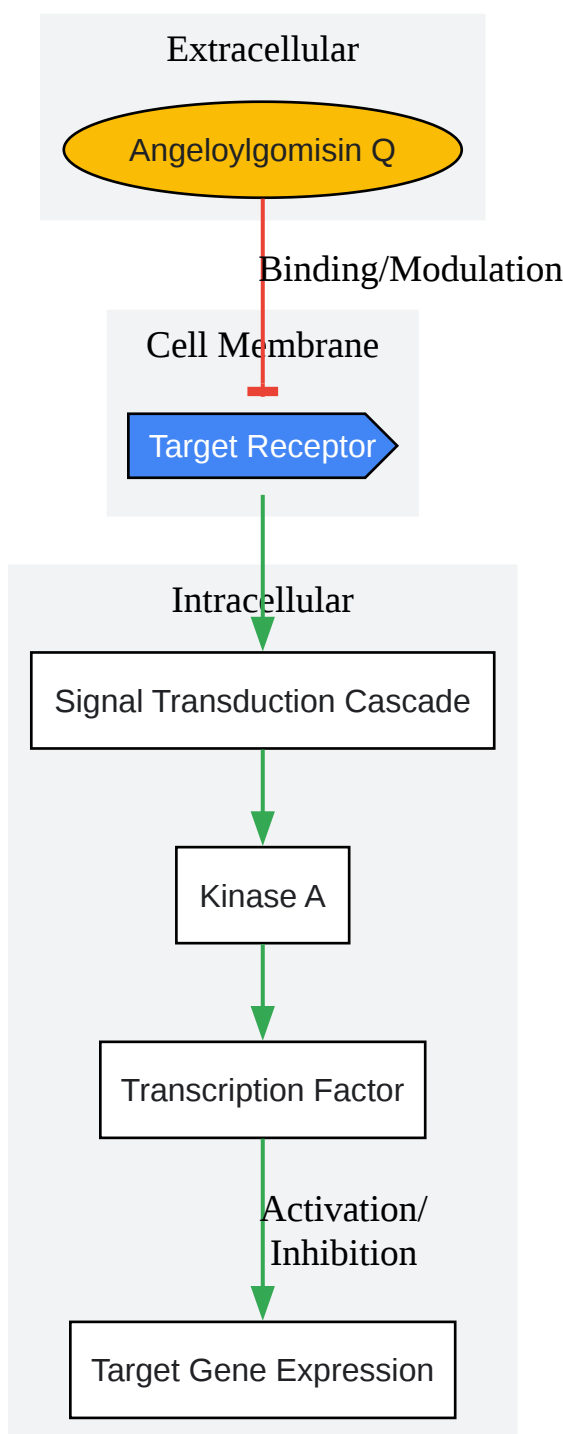 Extracellular
Angeloylgomisin Q
Binding/Modulation
Cell Membrane
Target Receptor
Intracellular
Signal Transduction Cascade
Kinase A
Transcription Factor
Activation/
Inhibition
Target Gene Expression